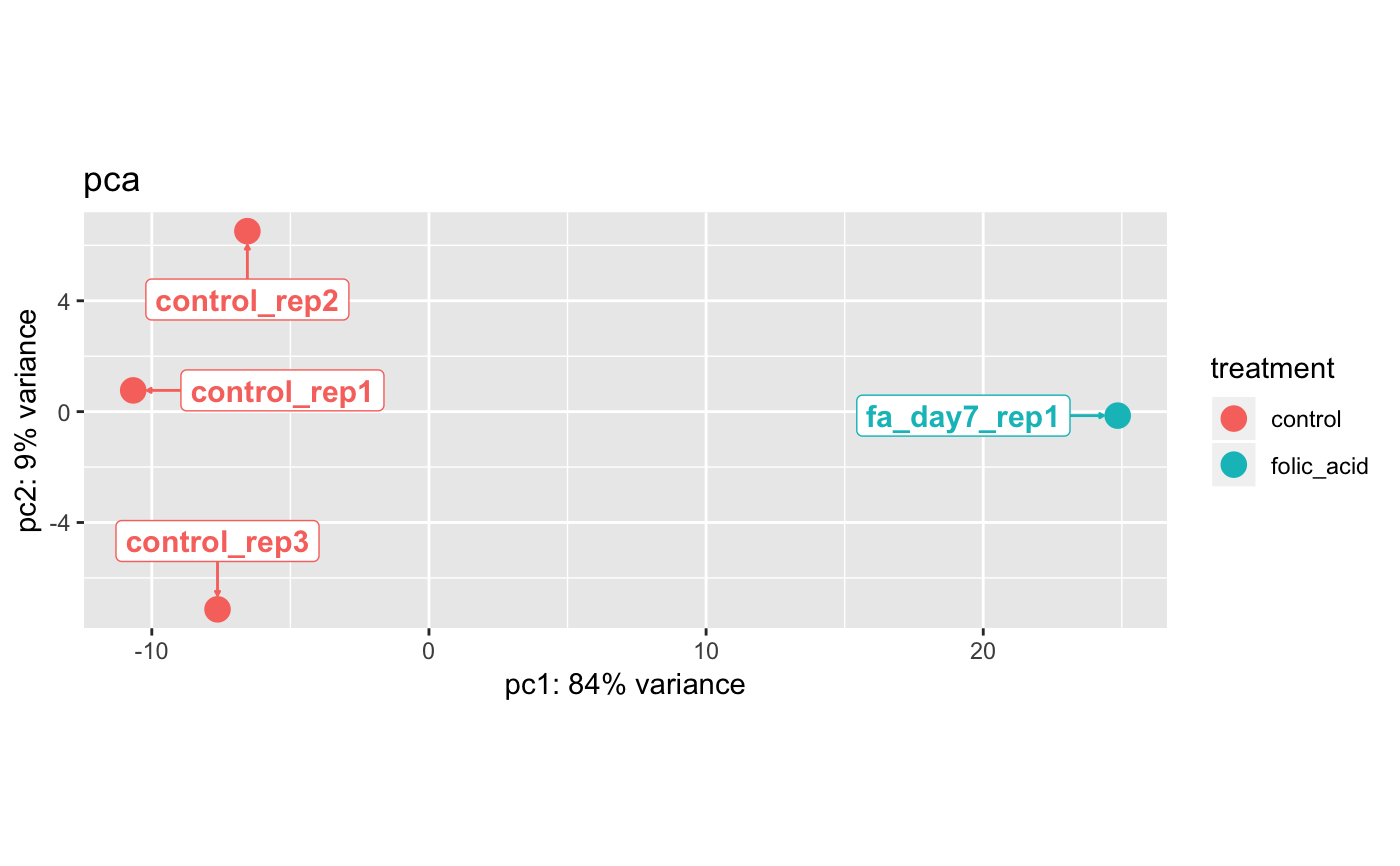 pca
control_rep2
control_rep1
fa_day7_rep1
control_rep3
4
0
-4
-10
0
10
20
pc1: 84% variance
pc2: 9% variance
treatment
control
folic_acid